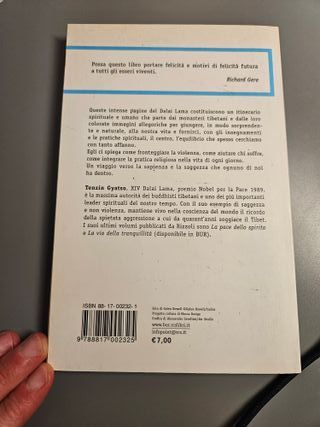 Possa questo libro portare felicità e motivi di felicità futura
a tutti gli esseri viventi.
Richard Gere
Queste intense pagine del Dalai Lama costituiscono un itinerario
spirituale e umano che parte dai monasteri tibetani e dalle loro
colorate immagini allegoriche per giungere, in modo sorprenden-
te e naturale, alla nostra vita e fornirci, con gli insegnamenti
e le pratiche spirituali, il centro, l'equilibrio che spesso cerchiamo
con tanto affanno.
Egli ci spiega come fronteggiare la violenza, come aiutare chi soffre,
come integrare la pratica religiosa nella vita di ogni giorno.
Un viaggio verso la sapienza e la saggezza che ognuno di noi
ha dentro.
Tenzin Gyatso, XIV Dalai Lama, premio Nobel per la Pace 1989,
è la massima autorità dei buddhisti tibetani e uno dei più importanti
leader spirituali del nostro tempo. Con il suo esempio di saggezza
e non violenza, mantiene vivo nella coscienza del mondo il ricordo
della spietata aggressione a cui da quarant'anni soggiace il Tibet.
I suoi ultimi volumi pubblicati da Rizzoli sono La pace dello spirito
e La via della tranquillità (disponibile in BUR).
ISBN 88-17-00232-1
9 788817 002325
€ 7,00